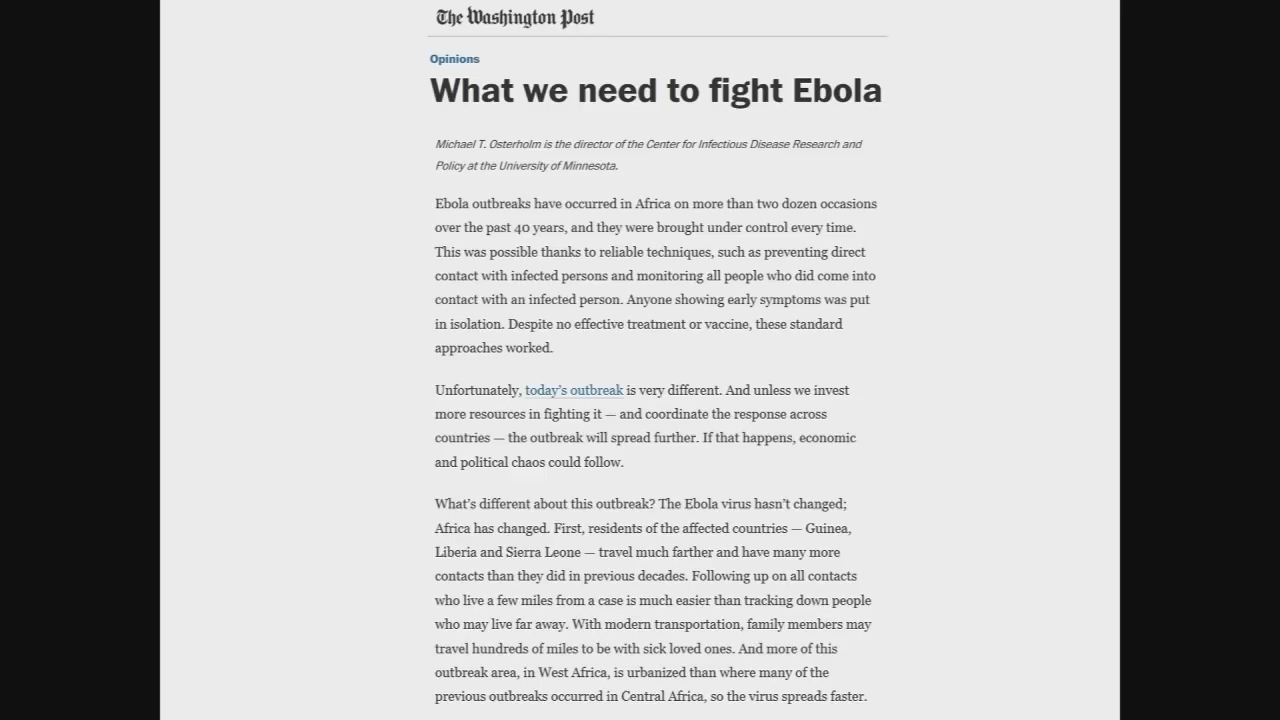 The Washington Post
Opinions
What we need to fight Ebola
Michael T. Osterholm is the director of the Center for Infectious Disease Research and
Policy at the University of Minnesota.
Ebola outbreaks have occurred in Africa on more than two dozen occasions
over the past 40 years, and they were brought under control every time.
This was possible thanks to reliable techniques, such as preventing direct
contact with infected persons and monitoring all people who did come into
contact with an infected person. Anyone showing early symptoms was put
in isolation. Despite no effective treatment or vaccine, these standard
approaches worked.
Unfortunately, today's outbreak is very different. And unless we invest
more resources in fighting it — and coordinate the response across
countries — the outbreak will spread further. If that happens, economic
and political chaos could follow.
What's different about this outbreak? The Ebola virus hasn't changed;
Africa has changed. First, residents of the affected countries — Guinea,
Liberia and Sierra Leone — travel much farther and have many more
contacts than they did in previous decades. Following up on all contacts
who live a few miles from a case is much easier than tracking down people
who may live far away. With modern transportation, family members may
travel hundreds of miles to be with sick loved ones. And more of this
outbreak area, in West Africa, is urbanized than where many of the
previous outbreaks occurred in Central Africa, so the virus spreads faster.